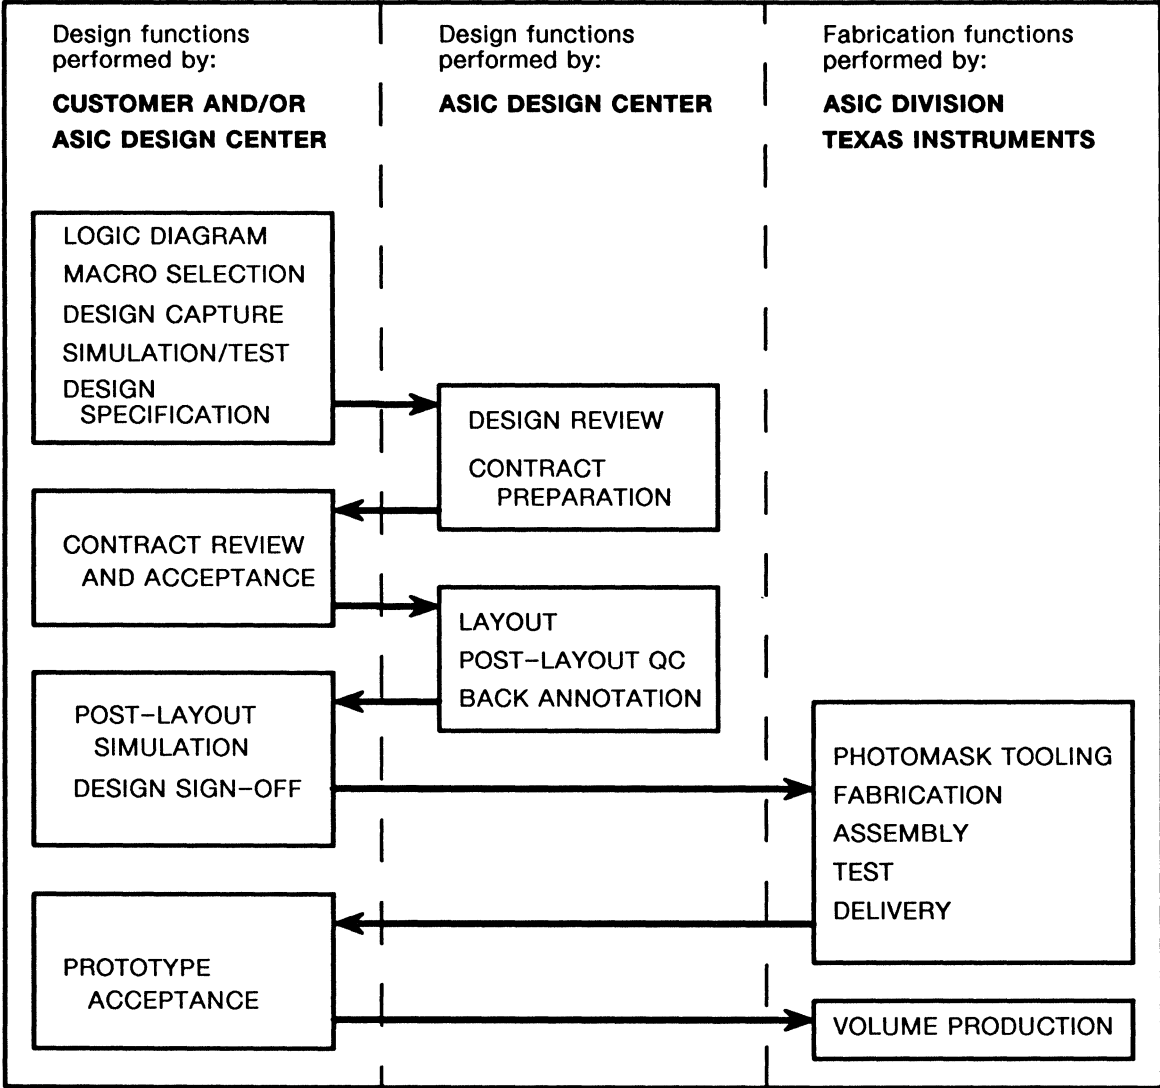 Design functions
performed by:
CUSTOMER AND/OR
ASIC DESIGN CENTER
Design functions
performed by:
ASIC DESIGN CENTER
Fabrication functions
performed by:
ASIC DIVISION
TEXAS INSTRUMENTS
LOGIC DIAGRAM
MACRO SELECTION
DESIGN CAPTURE
SIMULATION/TEST
DESIGN
SPECIFICATION
DESIGN REVIEW
CONTRACT
PREPARATION
CONTRACT REVIEW
AND ACCEPTANCE
LAYOUT
POST-LAYOUT QC
BACK ANNOTATION
POST-LAYOUT
SIMULATION
DESIGN SIGN-OFF
PHOTOMASK TOOLING
FABRICATION
ASSEMBLY
TEST
DELIVERY
PROTOTYPE
ACCEPTANCE
VOLUME PRODUCTION